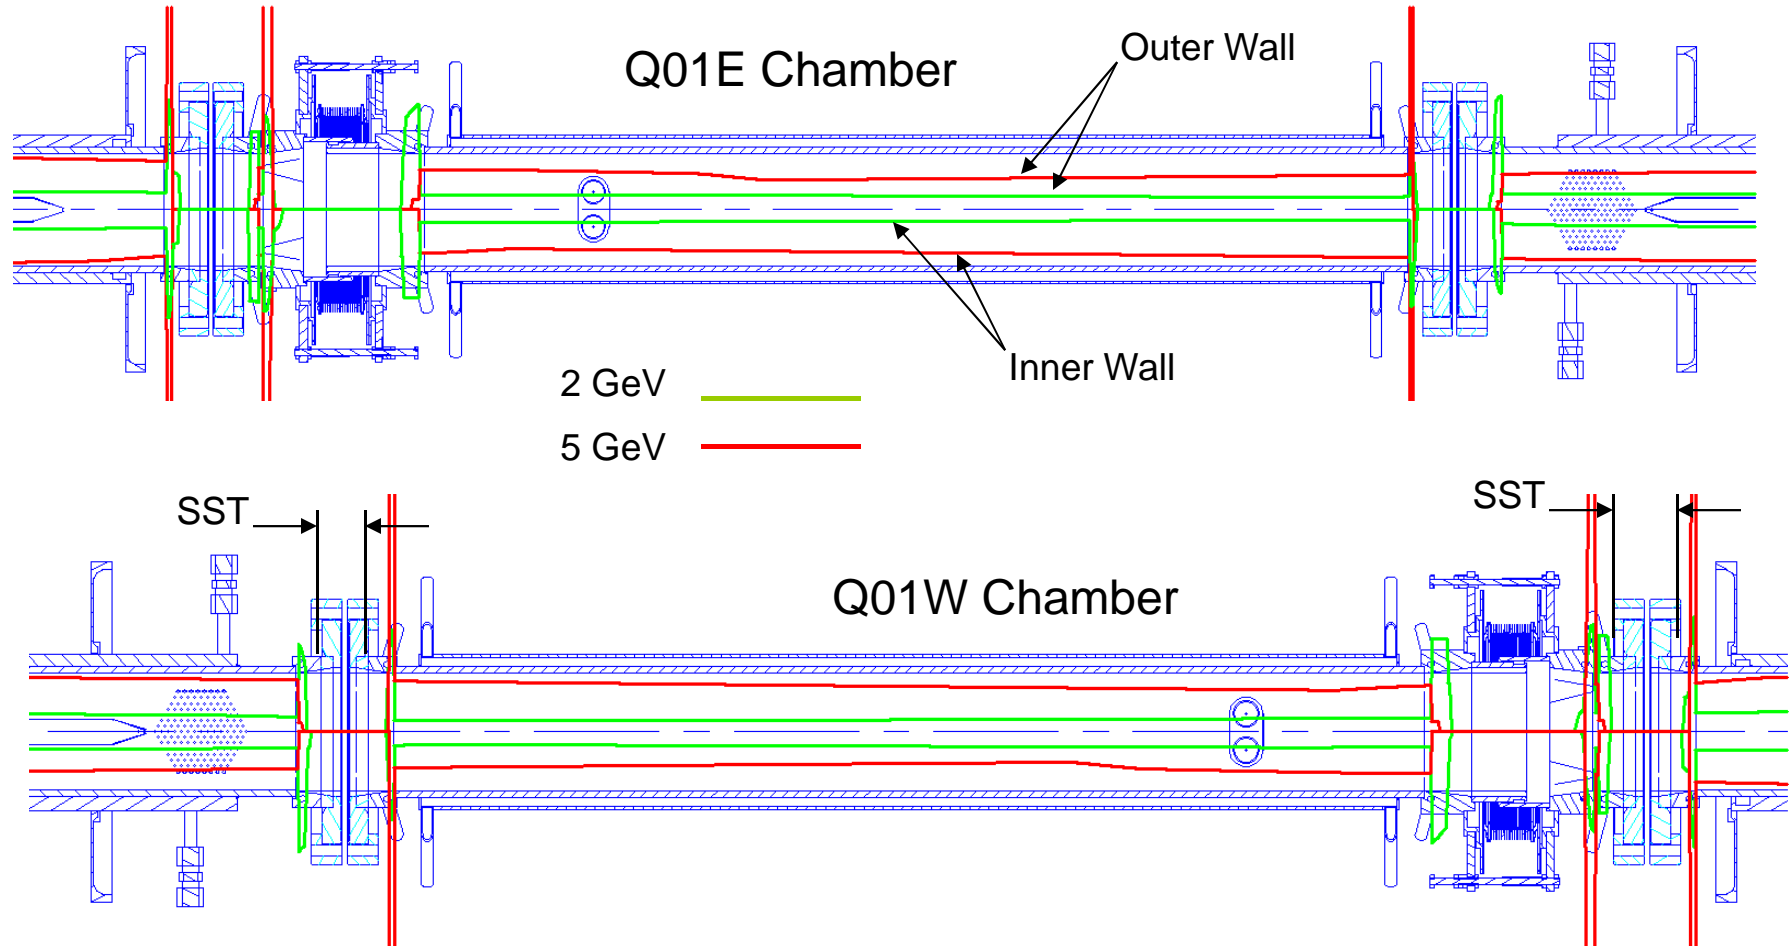 Q01E Chamber
Outer Wall
Inner Wall
2 GeV
5 GeV
SST
SST
Q01W Chamber